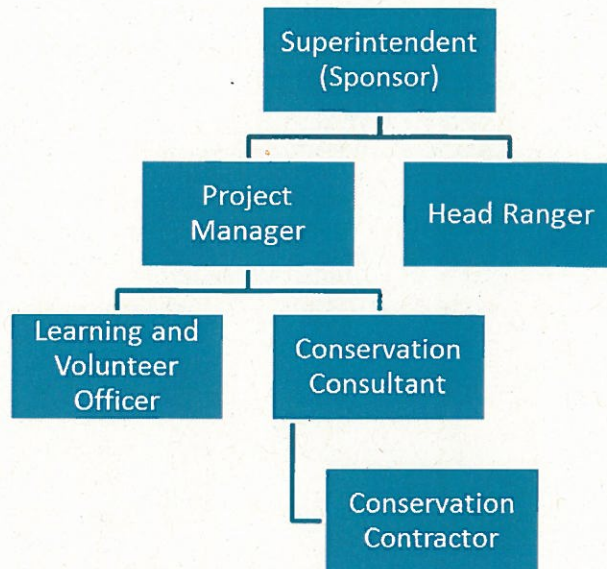 Superintendent
(Sponsor)
Project
Manager
Head Ranger
Learning and
Volunteer
Officer
Conservation
Consultant
Conservation
Contractor